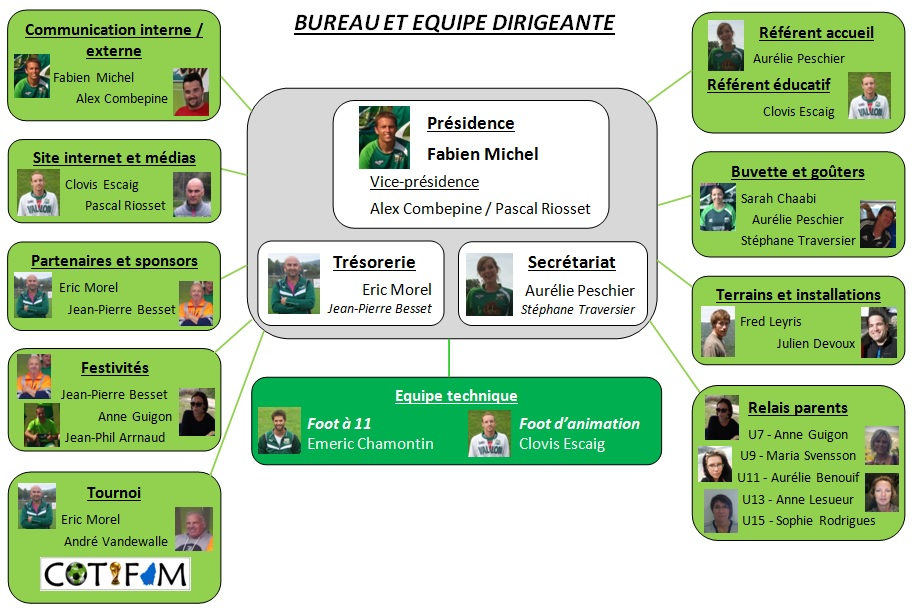 BUREAU ET EQUIPE DIRIGEANTE
Communication interne /
externe
Fabien Michel
Alex Combepine
Site internet et médias
Clovis Escaig
Pascal Riosset
Partenaires et sponsors
Eric Morel
Jean-Pierre Besset
Festivités
Jean-Pierre Besset
Anne Guigon
Jean-Phil Arrnaud
Tournoi
Eric Morel
André Vandewalle
COTIFOM
Présidence
Fabien Michel
Vice-présidence
Alex Combepine / Pascal Riosset
Trésorerie
Eric Morel
Jean-Pierre Besset
Secrétariat
Aurélie Peschier
Stéphane Traversier
Equipe technique
Foot à 11
Emeric Chamontin
Foot d'animation
Clovis Escaig
Référent accueil
Aurélie Peschier
Référent éducatif
Clovis Escaig
Buvette et goûters
Sarah Chaabi
Aurélie Peschier
Stéphane Traversier
Terrains et installations
Fred Leyris
Julien Devoux
Relais parents
U7 - Anne Guigon
U9 - Maria Svensson
U11 - Aurélie Benouif
U13 - Anne Lesueur
U15 - Sophie Rodrigues